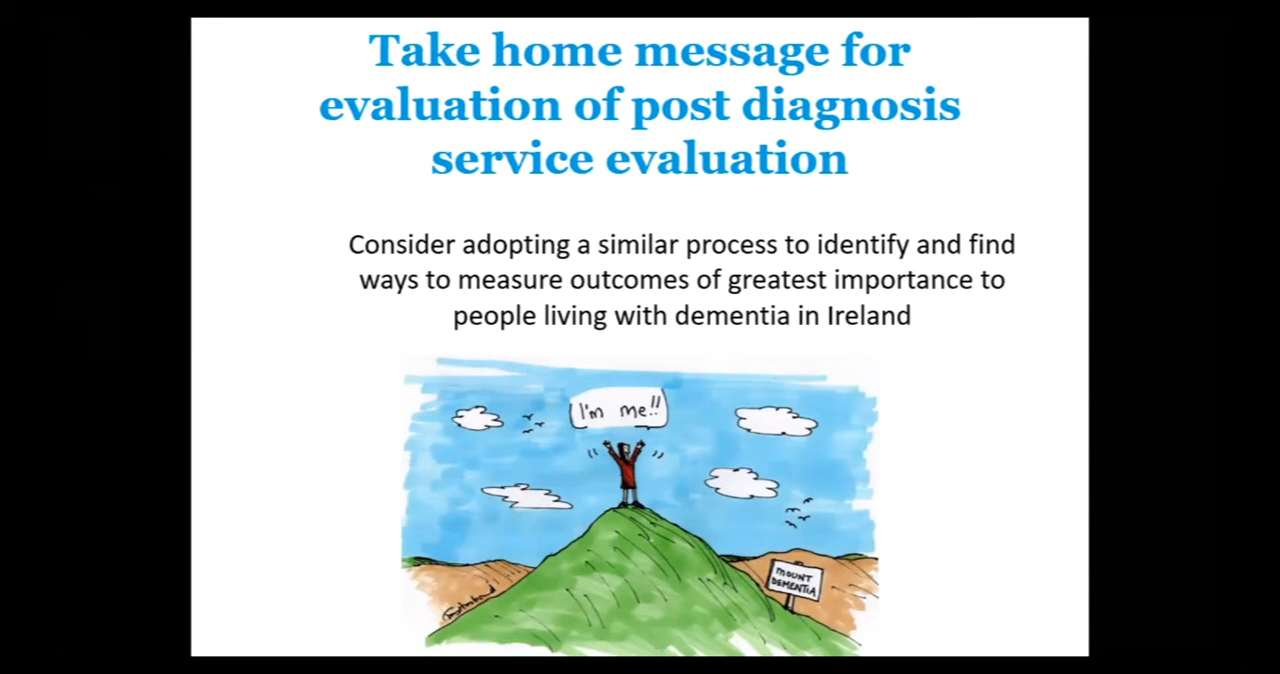 Take home message for
evaluation of post diagnosis
service evaluation
Consider adopting a similar process to identify and find
ways to measure outcomes of greatest importance to
people living with dementia in Ireland
I'm me!!
MOUNT
DEMENTIA